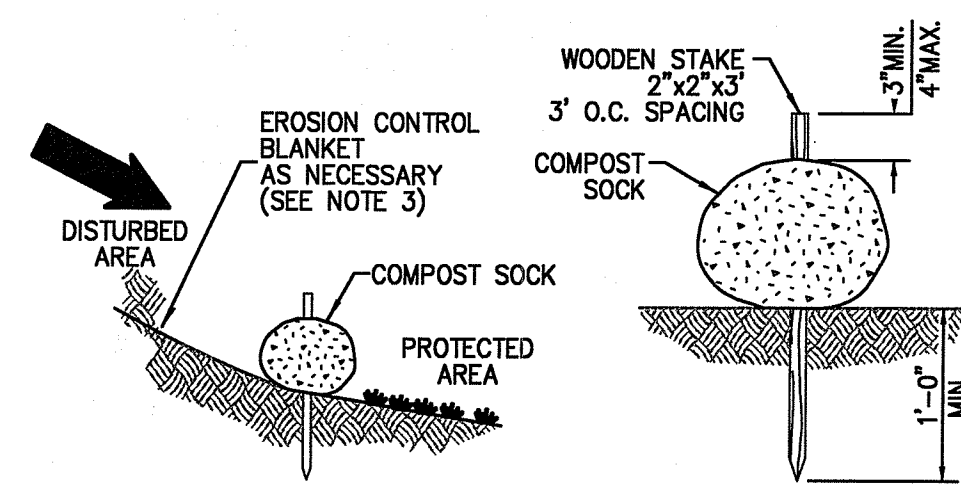 WOODEN STAKE
2"x2"x3'
3' O.C. SPACING
3"MIN.
4"MAX.
EROSION CONTROL
BLANKET
AS NECESSARY
(SEE NOTE 3)
COMPOST
SOCK
DISTURBED
AREA
COMPOST SOCK
PROTECTED
AREA
1'-0"
MIN